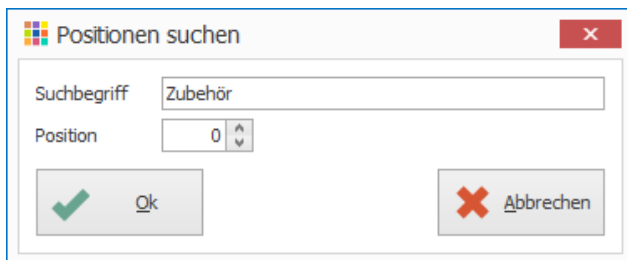 Positionen suchen
Suchbegriff Zubehör
Position 0
Ok Abbrechen